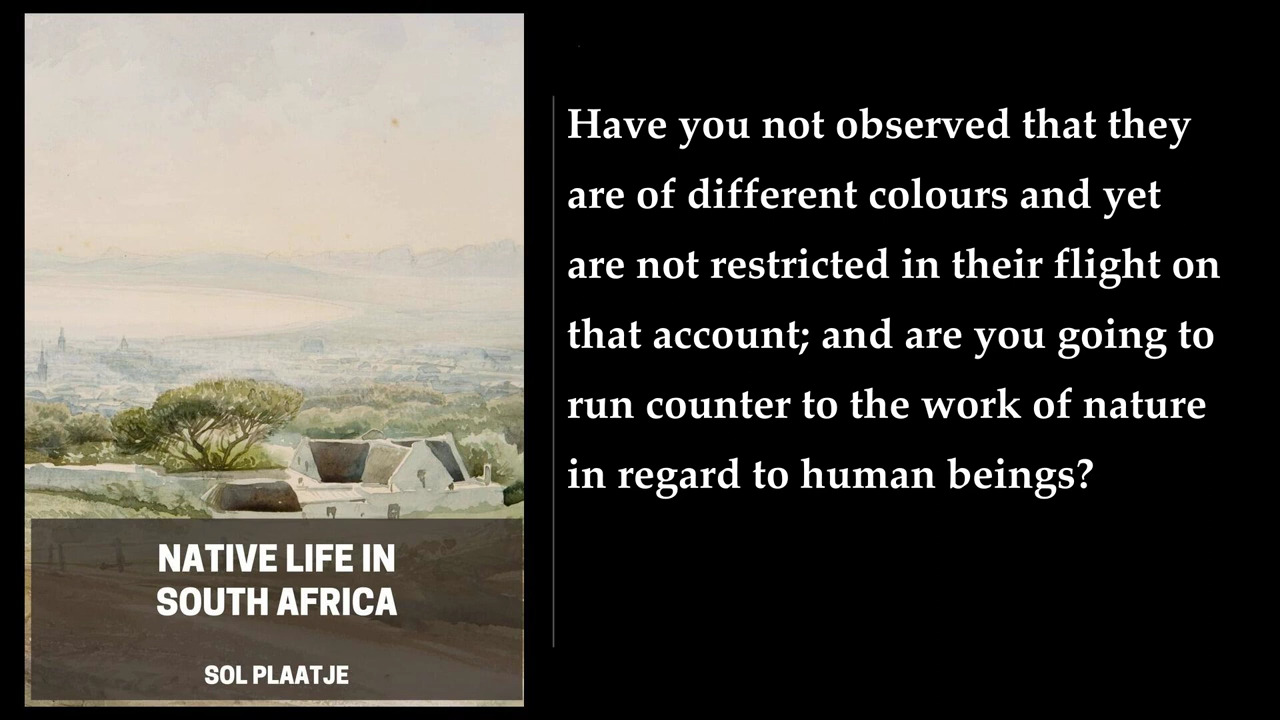 Have you not observed that they
are of different colours and yet
are not restricted in their flight on
that account; and are you going to
run counter to the work of nature
in regard to human beings?
NATIVE LIFE IN
SOUTH AFRICA
SOL PLAATJE